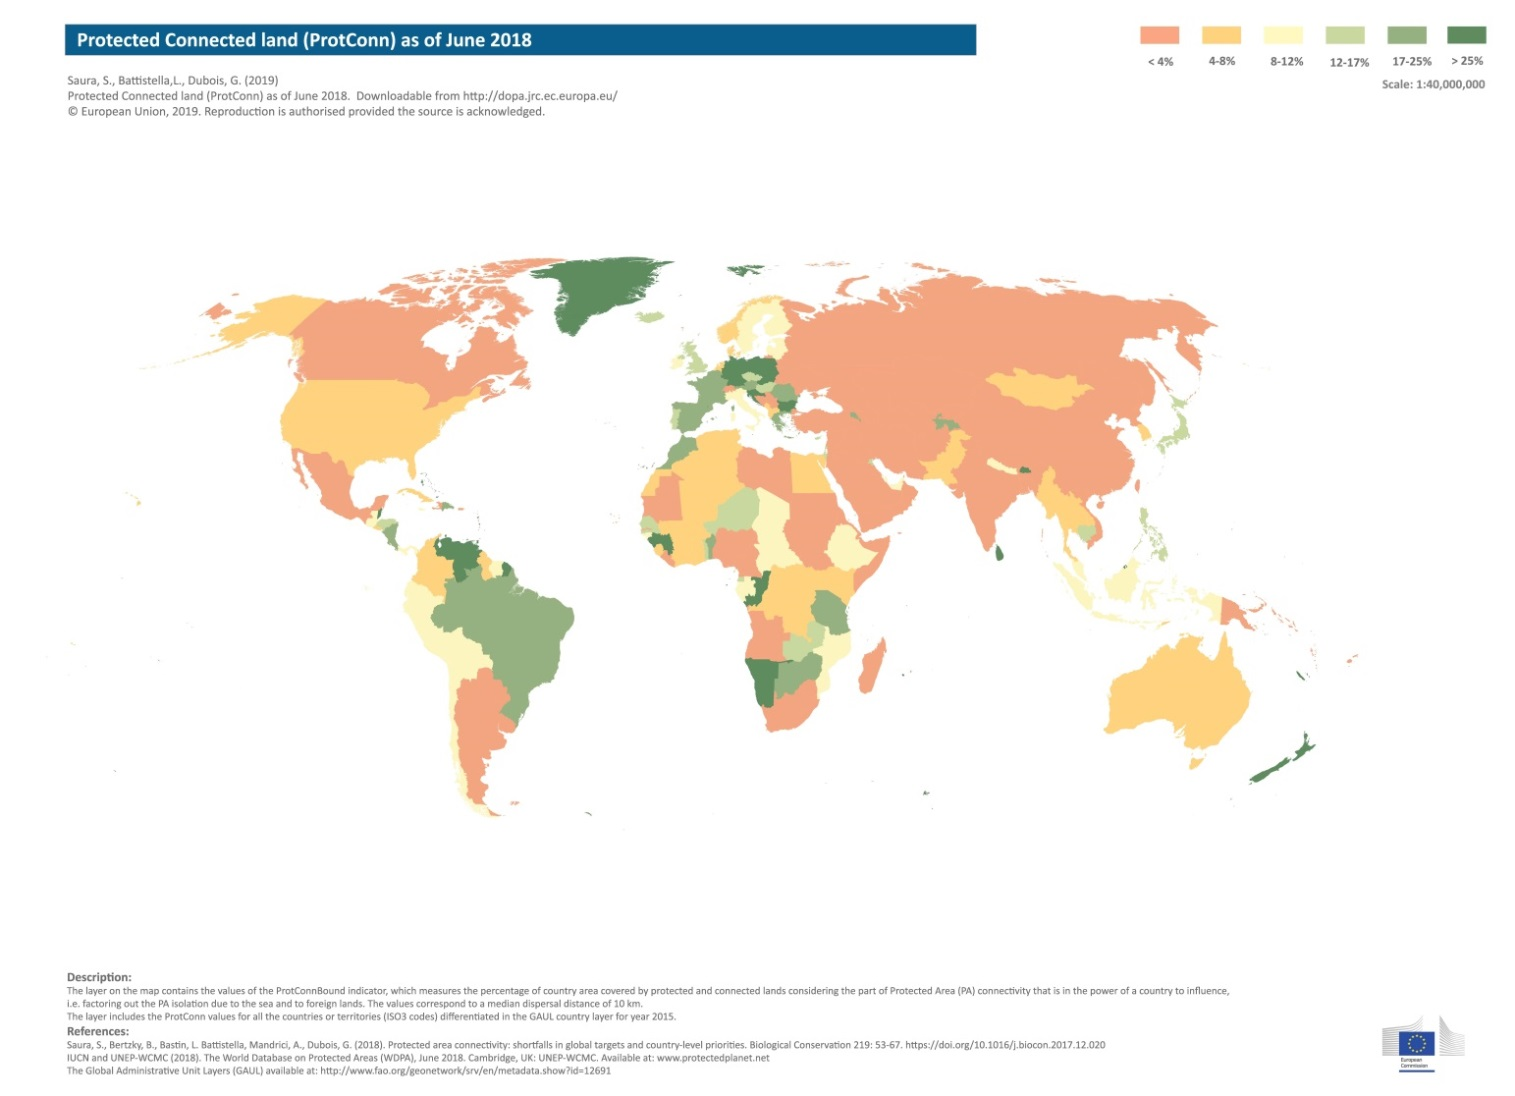 Protected Connected land (ProtConn) as of June 2018
< 4%
4-8%
8-12%
12-17%
17-25%
> 25%
Scale: 1:40,000,000
Saura, S., Battistella,L., Dubois, G. (2019)
Protected Connected land (ProtConn) as of June 2018.  Downloadable from http://dopa.jrc.ec.europa.eu/
© European Union, 2019. Reproduction is authorised provided the source is acknowledged.
Description:
The layer on the map contains the values of the ProtConnBound indicator, which measures the percentage of country area covered by protected and connected lands considering the part of Protected Area (PA) connectivity that is in the power of a country to influence,
i.e. factoring out the PA isolation due to the sea and to foreign lands. The values correspond to a median dispersal distance of 10 km.
The layer includes the ProtConn values for all the countries or territories (ISO3 codes) differentiated in the GAUL country layer for year 2015.
References:
Saura, S., Bertzky, B., Bastin, L. Battistella, Mandrici, A., Dubois, G. (2018). Protected area connectivity: shortfalls in global targets and country-level priorities. Biological Conservation 219: 53-67. https://doi.org/10.1016/j.biocon.2017.12.020
IUCN and UNEP-WCMC (2018). The World Database on Protected Areas (WDPA), June 2018. Cambridge, UK: UNEP-WCMC. Available at: www.protectedplanet.net
The Global Administrative Unit Layers (GAUL) available at: http://www.fao.org/geonetwork/srv/en/metadata.show?id=12691
European
Commission